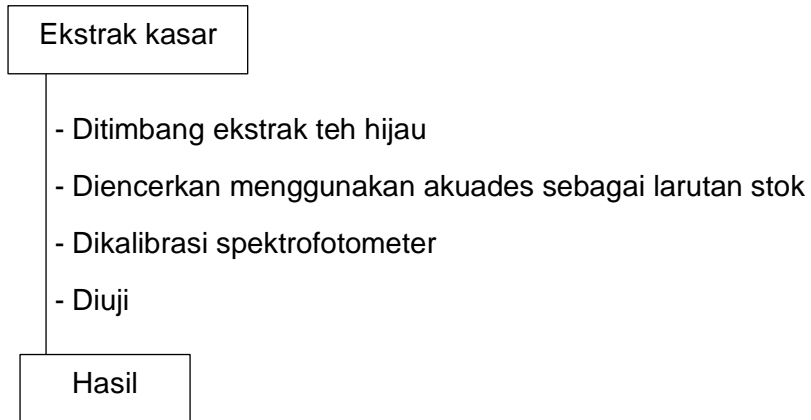 Ekstrak kasar
- Ditimbang ekstrak teh hijau
- Diencerkan menggunakan akuades sebagai larutan stok
- Dikalibrasi spektrofotometer
- Diuji
Hasil